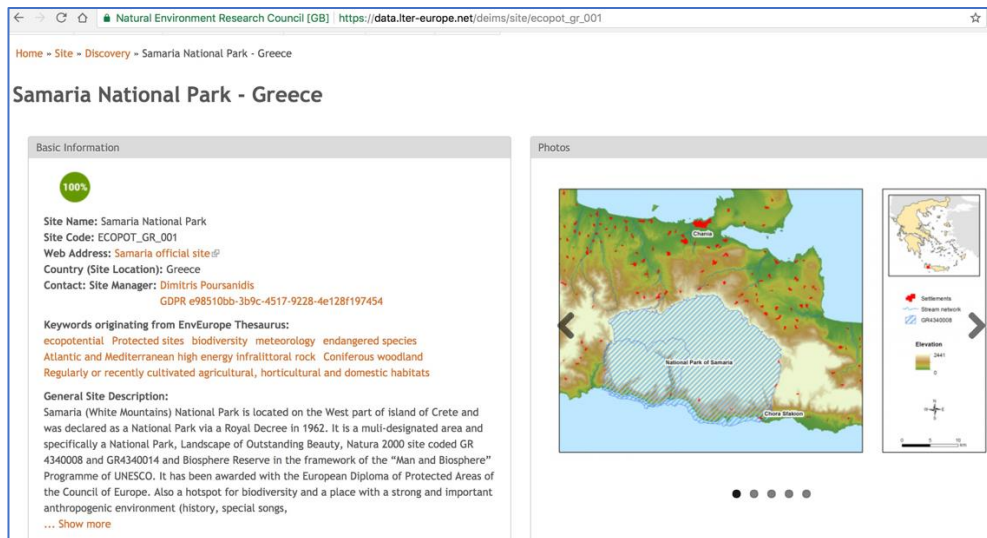 Natural Environment Research Council [GB] | https://data.lter-europe.net/deims/site/ecopot_gr_001
Home » Site » Discovery » Samaria National Park - Greece
Samaria National Park - Greece
Basic Information
100%
Site Name: Samaria National Park
Site Code: ECOPOT_GR_001
Web Address: Samaria official site
Country (Site Location): Greece
Contact: Site Manager: Dimitris Poursanidis
GDPR e98510bb-3b9c-4517-9228-4e128f197454
Keywords originating from EnvEurope Thesaurus:
ecopotential Protected sites biodiversity meteorology endangered species
Atlantic and Mediterranean high energy infralittoral rock Coniferous woodland
Regularly or recently cultivated agricultural, horticultural and domestic habitats
General Site Description:
Samaria (White Mountains) National Park is located on the West part of island of Crete and
was declared as a National Park via a Royal Decree in 1962. It is a muli-designated area and
specifically a National Park, Landscape of Outstanding Beauty, Natura 2000 site coded GR
4340008 and GR4340014 and Biosphere Reserve in the framework of the “Man and Biosphere”
Programme of UNESCO. It has been awarded with the European Diploma of Protected Areas of
the Council of Europe. Also a hotspot for biodiversity and a place with a strong and important
anthropogenic environment (history, special songs,
... Show more
Photos
Chania
National Park of Samaria
Chora Sfakion
Settlements
Stream network
GR4340008
Elevation
2441
0
N
W E
S
0 5 10
km